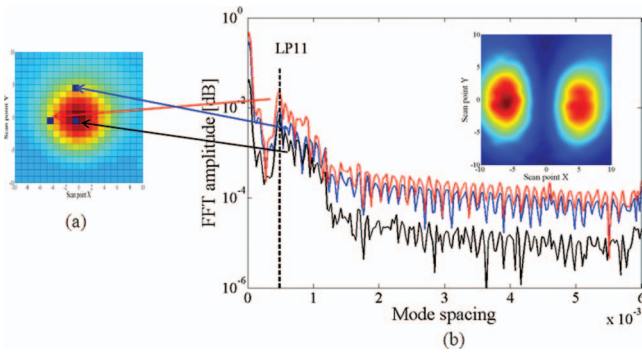 Scan point Y
Scan point X
(a)
10^0
10^-2
10^-4
10^-6
FFT amplitude [dB]
LP11
Scan point Y
10
5
0
-5
-10
-10 -5 0 5 10
Scan point X
0 1 2 3 4 5 6
x 10^-3
Mode spacing
(b)